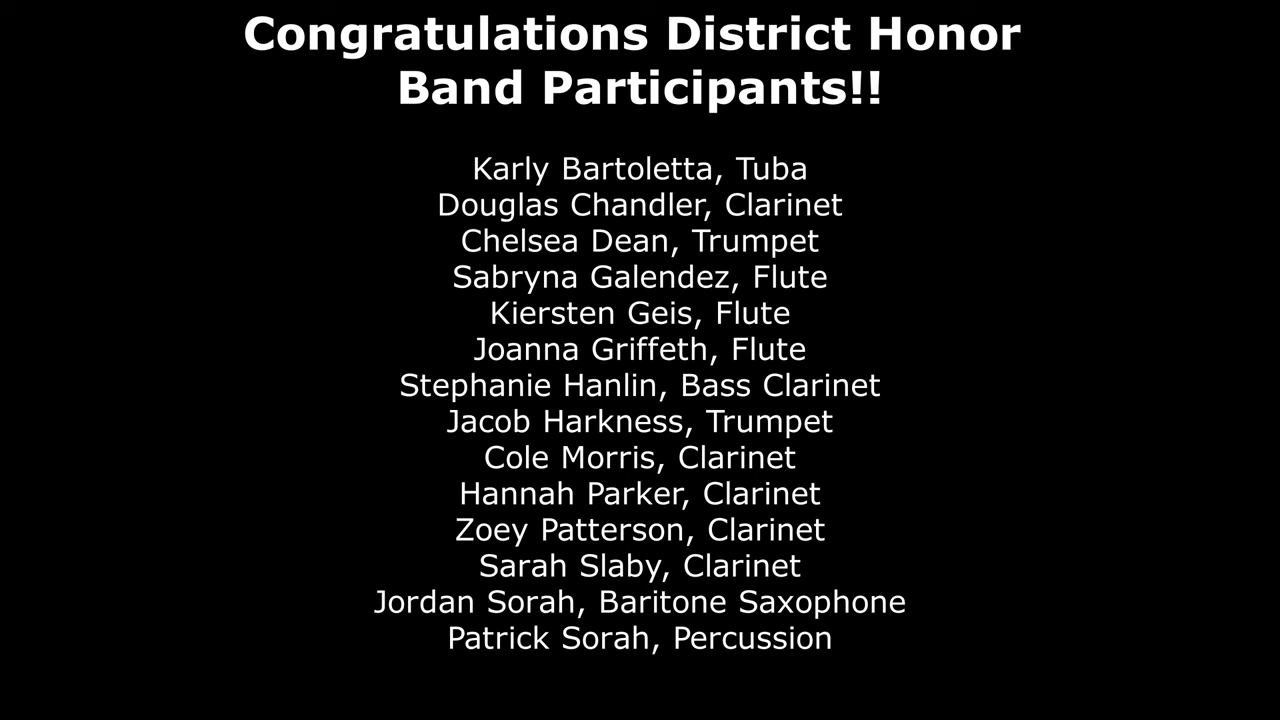 Congratulations District Honor
Band Participants!!
Karly Bartoletta, Tuba
Douglas Chandler, Clarinet
Chelsea Dean, Trumpet
Sabryna Galendez, Flute
Kiersten Geis, Flute
Joanna Griffeth, Flute
Stephanie Hanlin, Bass Clarinet
Jacob Harkness, Trumpet
Cole Morris, Clarinet
Hannah Parker, Clarinet
Zoey Patterson, Clarinet
Sarah Slaby, Clarinet
Jordan Sorah, Baritone Saxophone
Patrick Sorah, Percussion